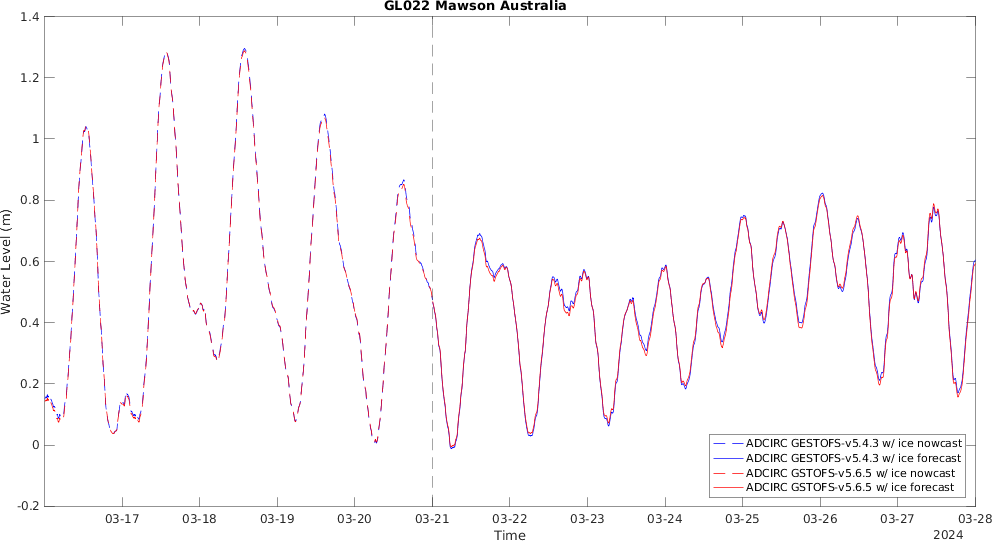 GL022 Mawson Australia
1.4
1.2
1
0.8
0.6
0.4
0.2
0
-0.2
Water Level (m)
03-17 03-18 03-19 03-20 03-21 03-22 03-23 03-24 03-25 03-26 03-27 03-28
Time
2024
ADCIRC GESTOFS-v5.4.3 w/ ice nowcast
ADCIRC GESTOFS-v5.4.3 w/ ice forecast
ADCIRC GSTOFS-v5.6.5 w/ ice nowcast
ADCIRC GSTOFS-v5.6.5 w/ ice forecast